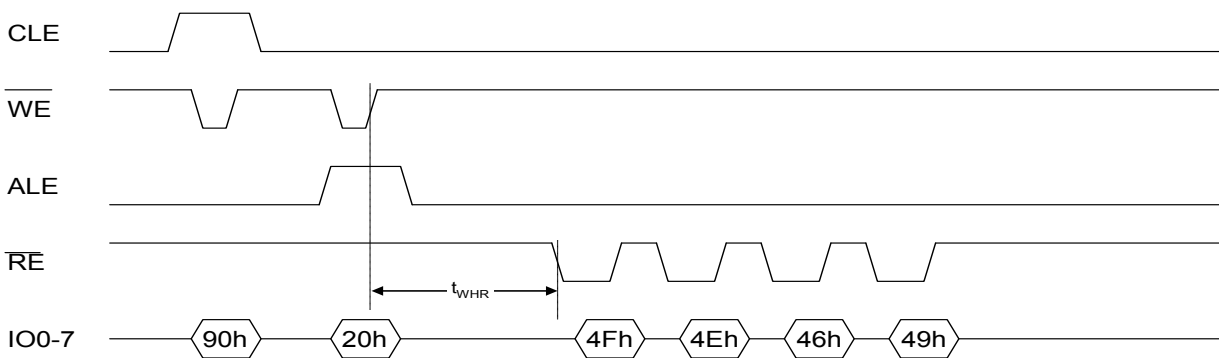 CLE
WE
ALE
RE
tWHR
IO0-7 90h 20h 4Fh 4Eh 46h 49h